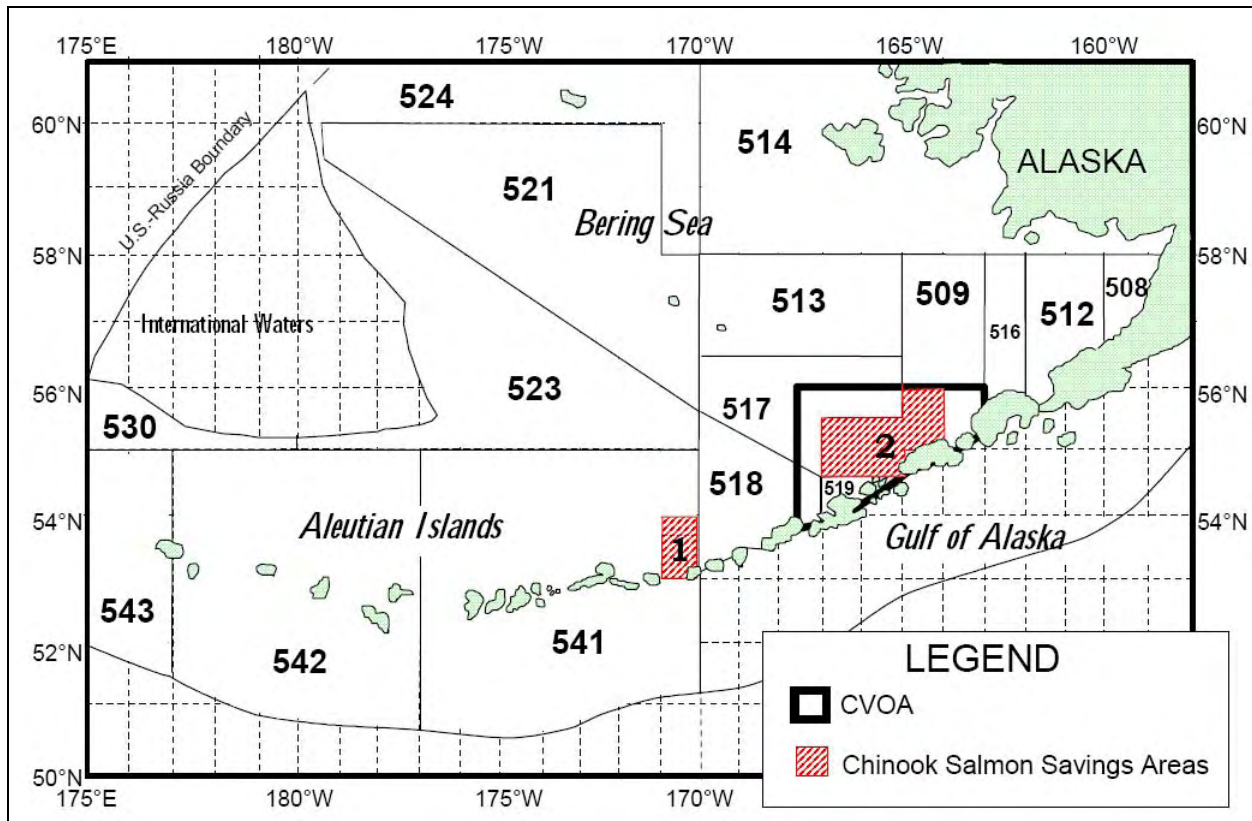 175°E 180°W 175°W 170°W 165°W 160°W
524
60°N
60°N
514
ALASKA
U.S.-Russia Boundary
521
Bering Sea
58°N
58°N
513
509
508
512
516
International Waters
523
56°N
56°N
517
530
2
518
519
54°N
54°N
Aleutian Islands
1
Gulf of Alaska
543
542
541
52°N
LEGEND
CVOA
Chinook Salmon Savings Areas
50°N
175°E 180°W 175°W 170°W